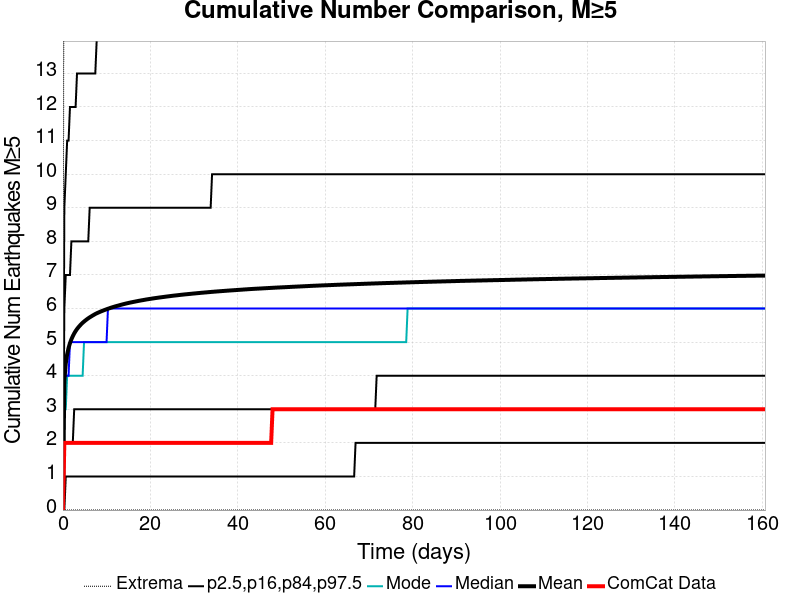 Cumulative Number Comparison, M≥5
Cumulative Num Earthquakes M≥5
13
12
11
10
9
8
7
6
5
4
3
2
1
0
0 20 40 60 80 100 120 140 160
Time (days)
Extrema p2.5,p16,p84,p97.5 Mode Median Mean ComCat Data